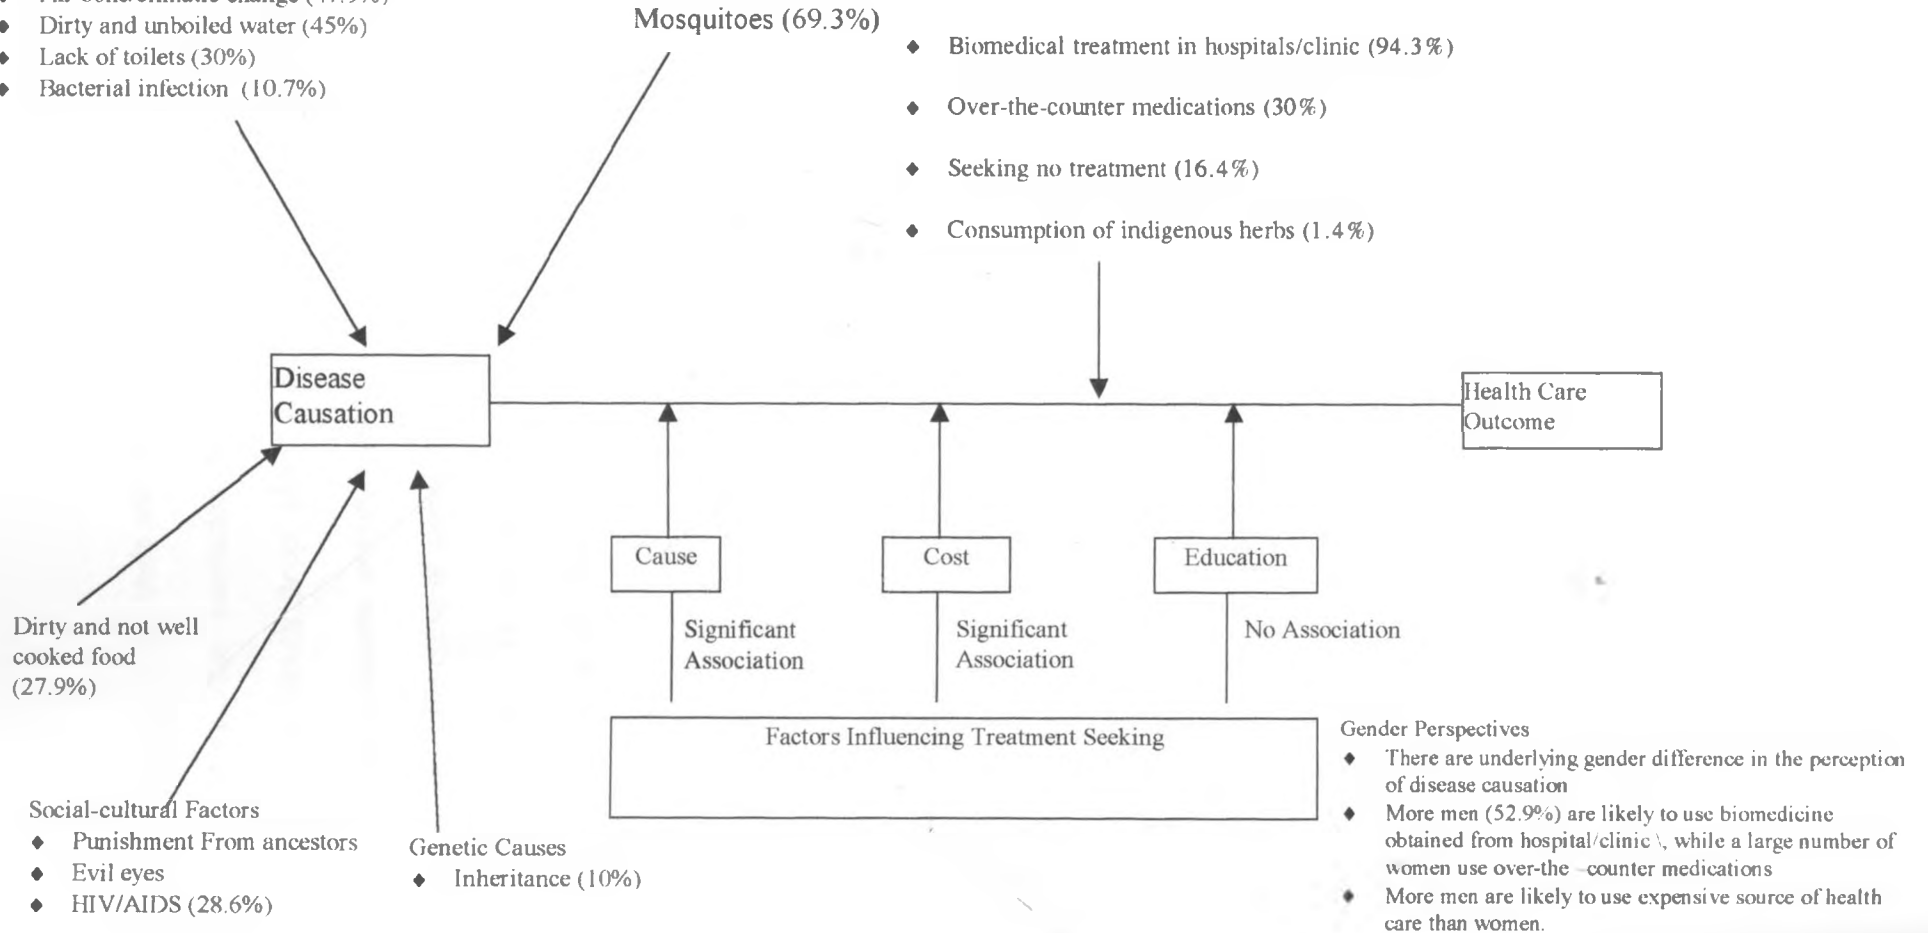 ◆ Dirty and unboiled water (45%)
◆ Lack of toilets (30%)
◆ Bacterial infection (10.7%)
Mosquitoes (69.3%)
◆ Biomedical treatment in hospitals/clinic (94.3%)
◆ Over-the-counter medications (30%)
◆ Seeking no treatment (16.4%)
◆ Consumption of indigenous herbs (1.4%)
Disease
Causation
Health Care
Outcome
Cause
Cost
Education
Significant
Association
Significant
Association
No Association
Factors Influencing Treatment Seeking
Dirty and not well
cooked food
(27.9%)
Social-cultural Factors
◆ Punishment From ancestors
◆ Evil eyes
◆ HIV/AIDS (28.6%)
Genetic Causes
◆ Inheritance (10%)
Gender Perspectives
◆ There are underlying gender difference in the perception
of disease causation
◆ More men (52.9%) are likely to use biomedicine
obtained from hospital/clinic \, while a large number of
women use over-the –counter medications
◆ More men are likely to use expensive source of health
care than women.